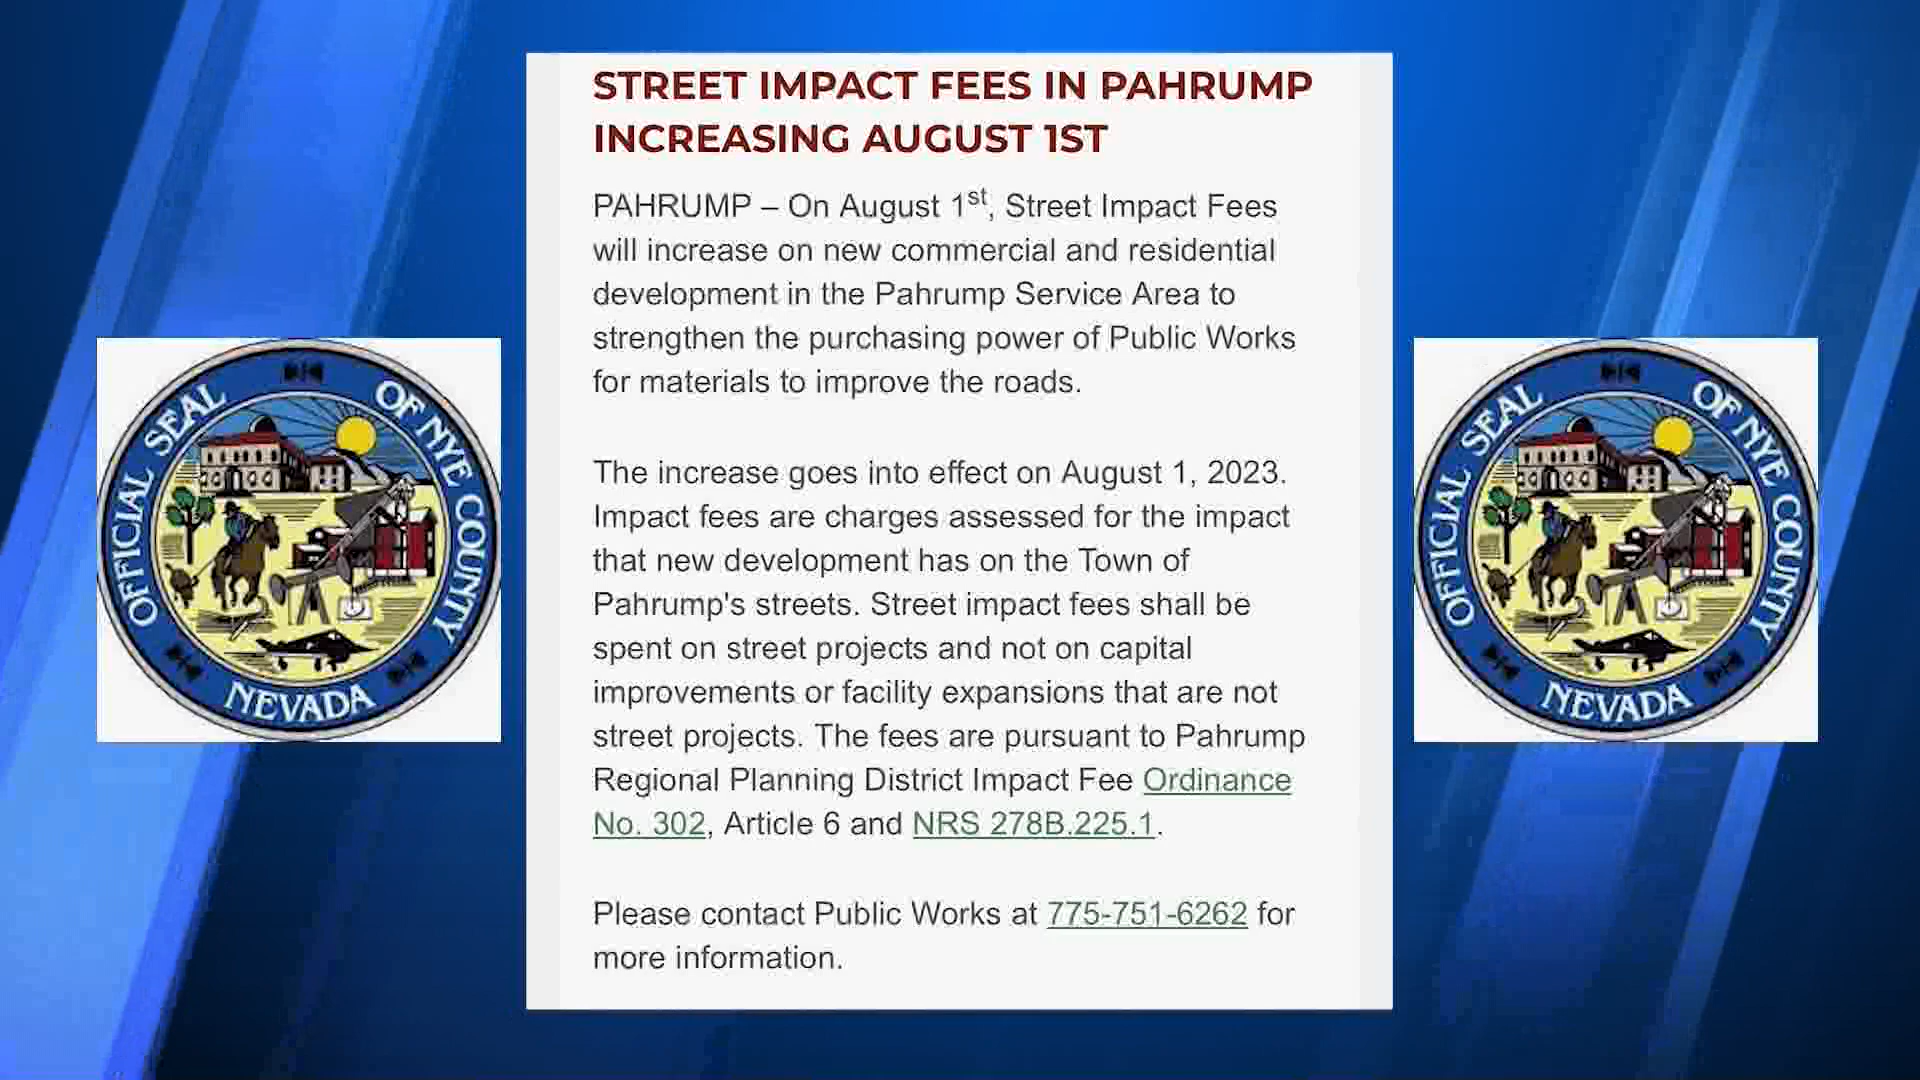 STREET IMPACT FEES IN PAHRUMP
INCREASING AUGUST 1ST
PAHRUMP – On August 1st, Street Impact Fees
will increase on new commercial and residential
development in the Pahrump Service Area to
strengthen the purchasing power of Public Works
for materials to improve the roads.
The increase goes into effect on August 1, 2023.
Impact fees are charges assessed for the impact
that new development has on the Town of
Pahrump's streets. Street impact fees shall be
spent on street projects and not on capital
improvements or facility expansions that are not
street projects. The fees are pursuant to Pahrump
Regional Planning District Impact Fee Ordinance
No. 302, Article 6 and NRS 278B.225.1.
Please contact Public Works at 775-751-6262 for
more information.
OFFICIAL SEAL OF NYE COUNTY
NEVADA
OFFICIAL SEAL OF NYE COUNTY
NEVADA